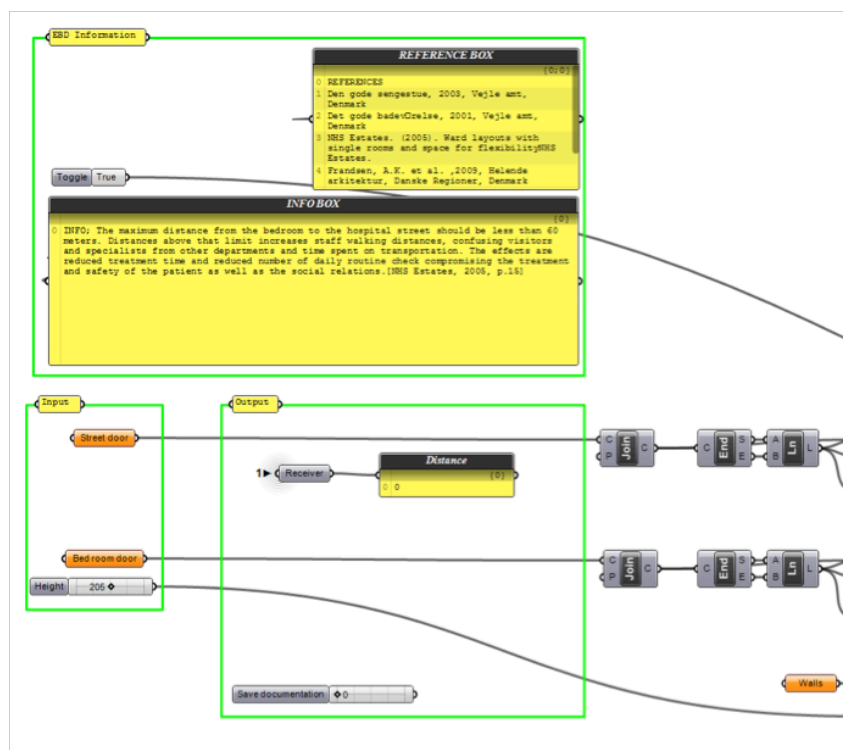 EBD Information
REFERENCE BOX
{0;0}
0 REFERENCES
1 Den gode sengestue, 2003, Vejle amt,
Denmark
2 Det gode badevŒrelse, 2001, Vejle amt,
Denmark
3 NHS Estates. (2005). Ward layouts with
single rooms and space for flexibilityNHS
Estates.
4 Frandsen, A.K. et al. ,2009, Helende
arkitektur, Danske Regioner, Denmark
Toggle True
INFO BOX
{0}
0 INFO; The maximum distance from the bedroom to the hospital street should be less than 60
meters. Distances above that limit increases staff walking distances, confusing visitors
and specialists from other departments and time spent on transportation. The effects are
reduced treatment time and reduced number of daily routine check compromising the treatment
and safety of the patient as well as the social relations.[NHS Estates, 2005, p.15]
Input
Output
Street door
C P Join C
C End S E
A B Ln L
1 Receiver
Distance
{0}
0 0
Bed room door
C P Join C
C End S E
A B Ln L
Height 205
Walls
Save documentation 0